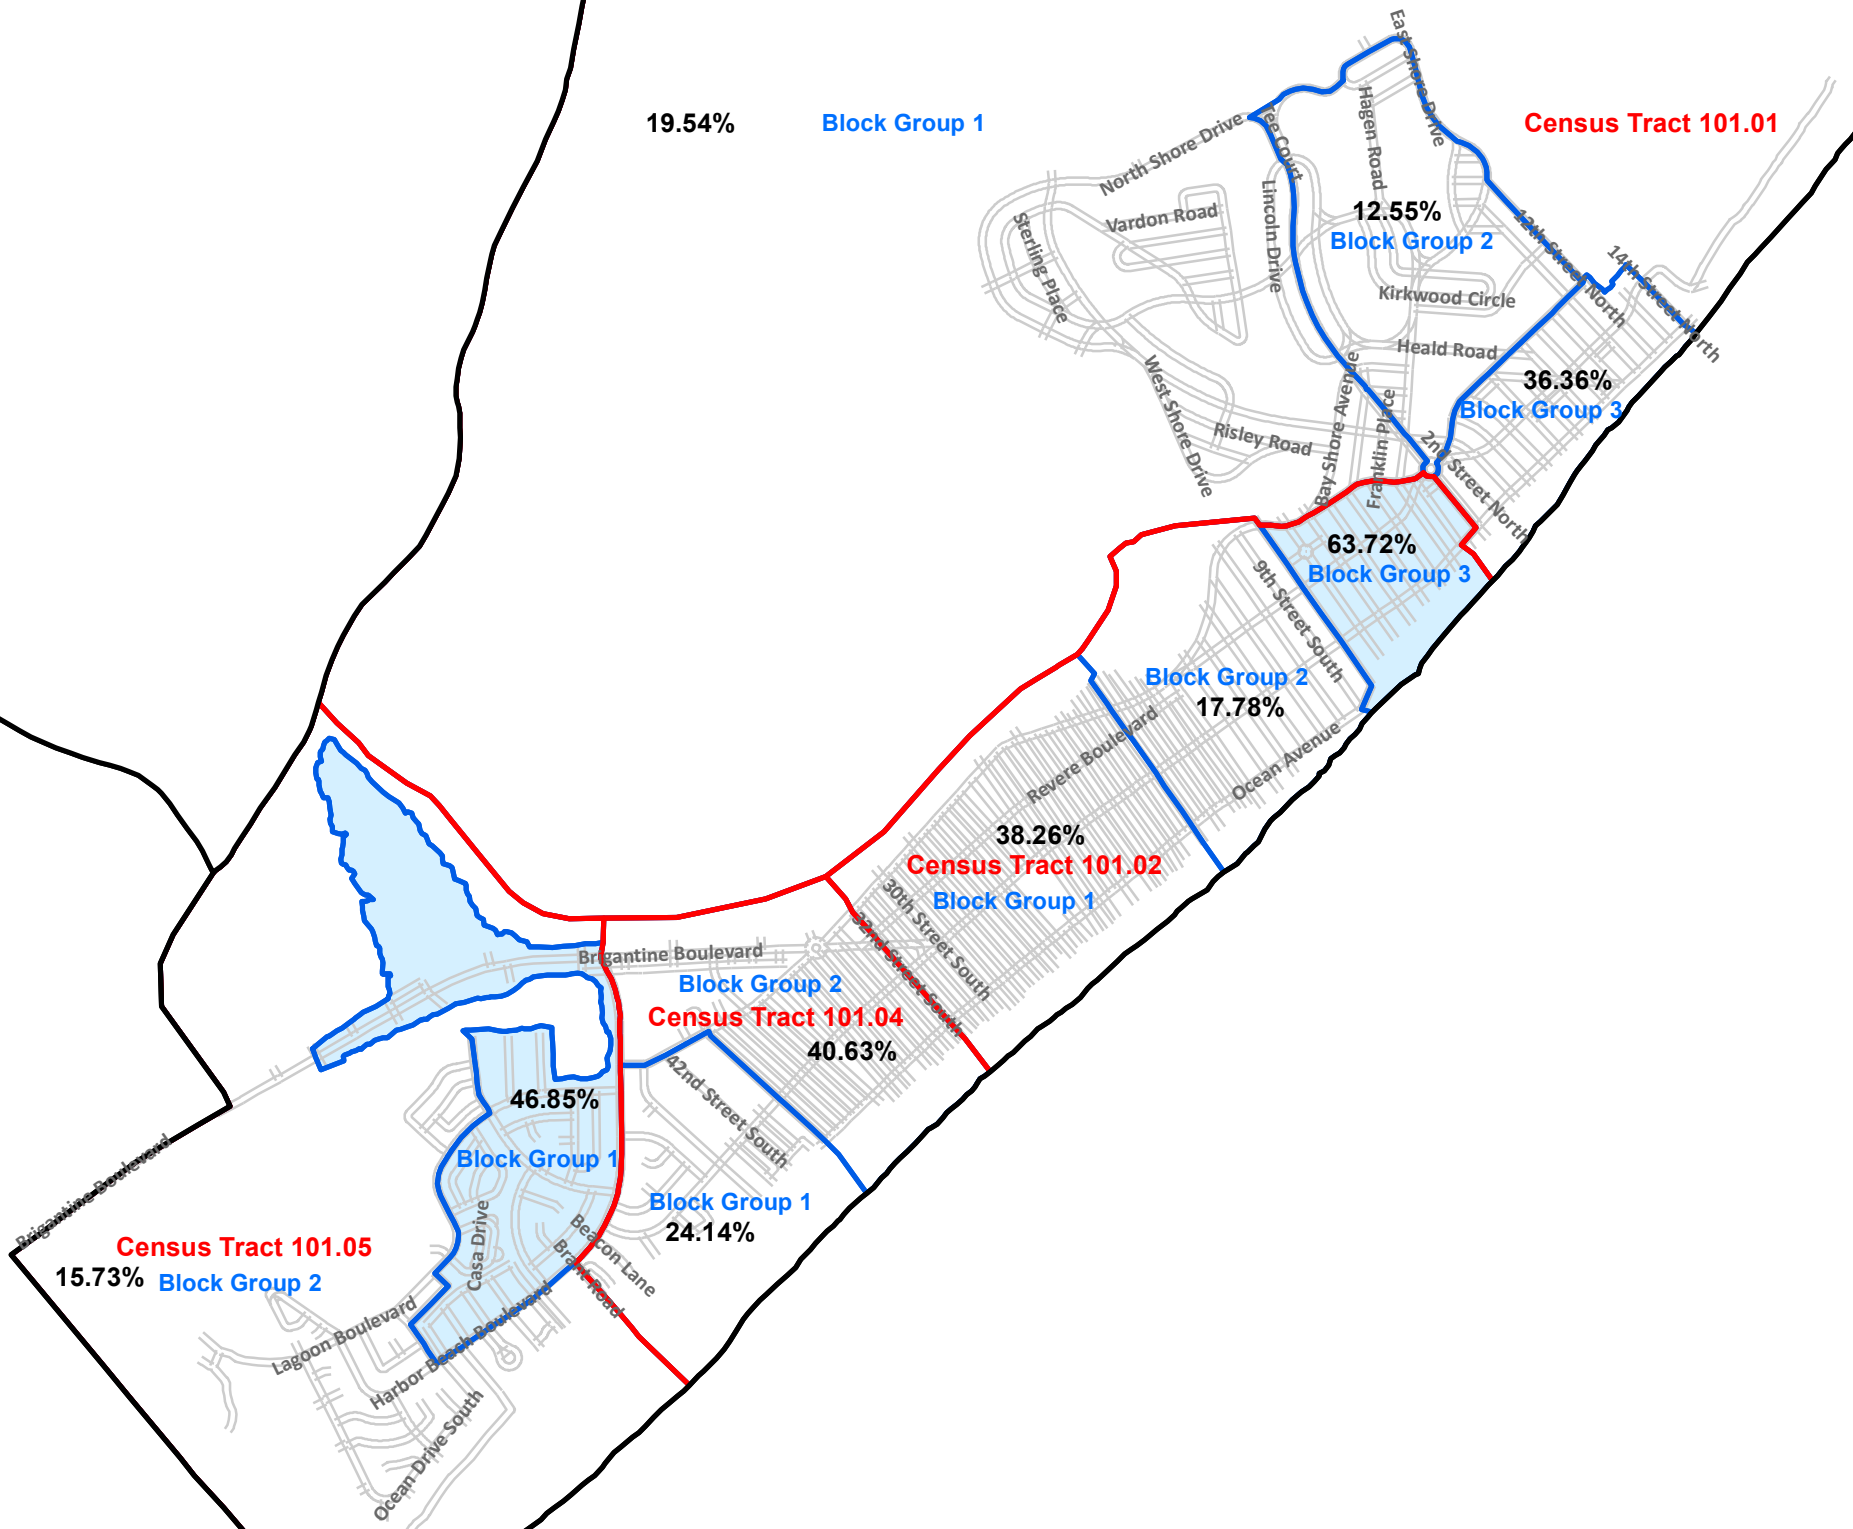 East Shore Drive
19.54%
Block Group 1
Census Tract 101.01
North Shore Drive
Tee Court
Hagen Road
Lincoln Drive
Vardon Road
Sterling Place
12.55%
Block Group 2
12th Street North
14th Street North
Kirkwood Circle
Heald Road
36.36%
Block Group 3
West Shore Drive
Risley Road
Bay Shore Avenue
Franklin Place
2nd Street North
63.72%
Block Group 3
9th Street South
Block Group 2
17.78%
Revere Boulevard
Ocean Avenue
38.26%
Census Tract 101.02
Block Group 1
30th Street South
32nd Street South
Brigantine Boulevard
Block Group 2
Census Tract 101.04
40.63%
42nd Street South
46.85%
Block Group 1
Block Group 1
24.14%
Brigantine Boulevard
Census Tract 101.05
15.73%
Block Group 2
Casa Drive
Beacon Lane
Brant Road
Lagoon Boulevard
Harbor Beach Boulevard
Ocean Drive South